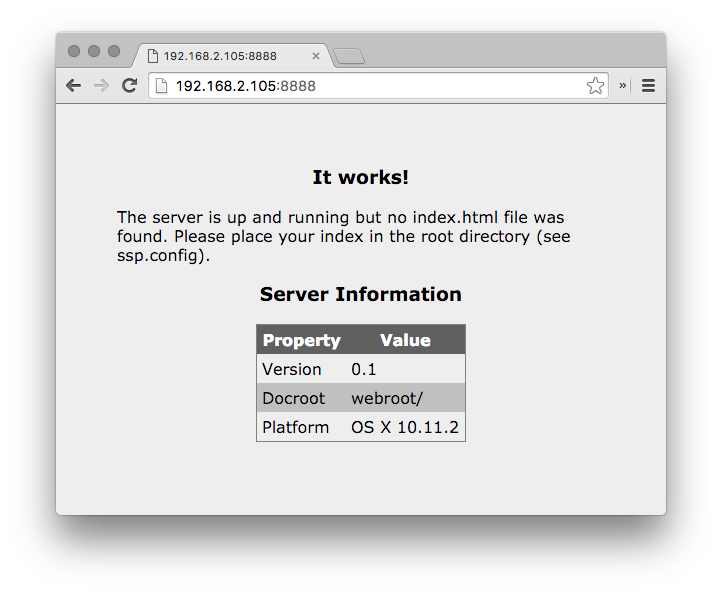 192.168.2.105:8888
192.168.2.105:8888
It works!
The server is up and running but no index.html file was
found. Please place your index in the root directory (see
ssp.config).
Server Information
Property Value
Version 0.1
Docroot webroot/
Platform OS X 10.11.2